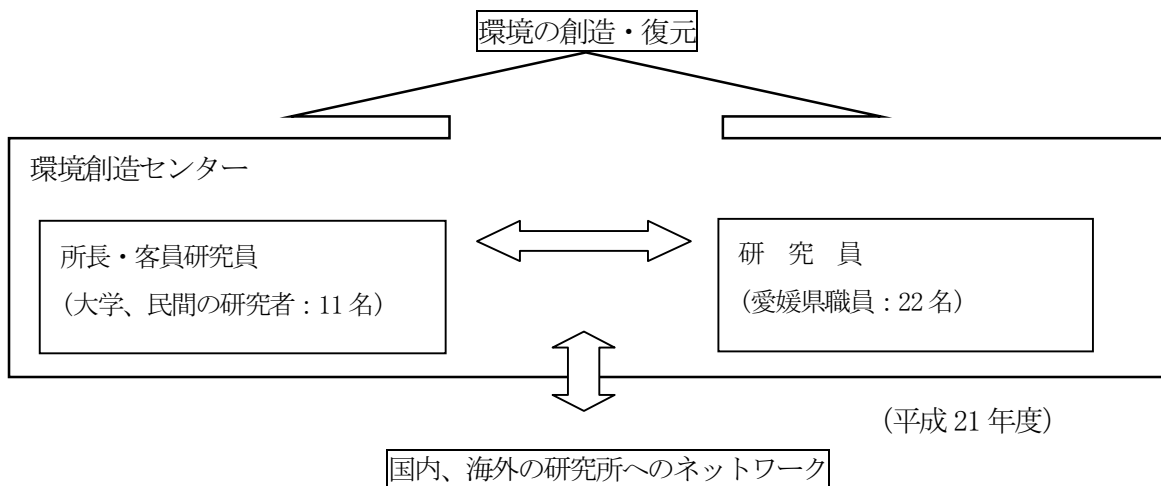 環境の創造・復元
環境創造センター
所長・客員研究員
(大学、民間の研究者：11名)
研　究　員
(愛媛県職員：22名)
(平成21年度)
国内、海外の研究所へのネットワーク